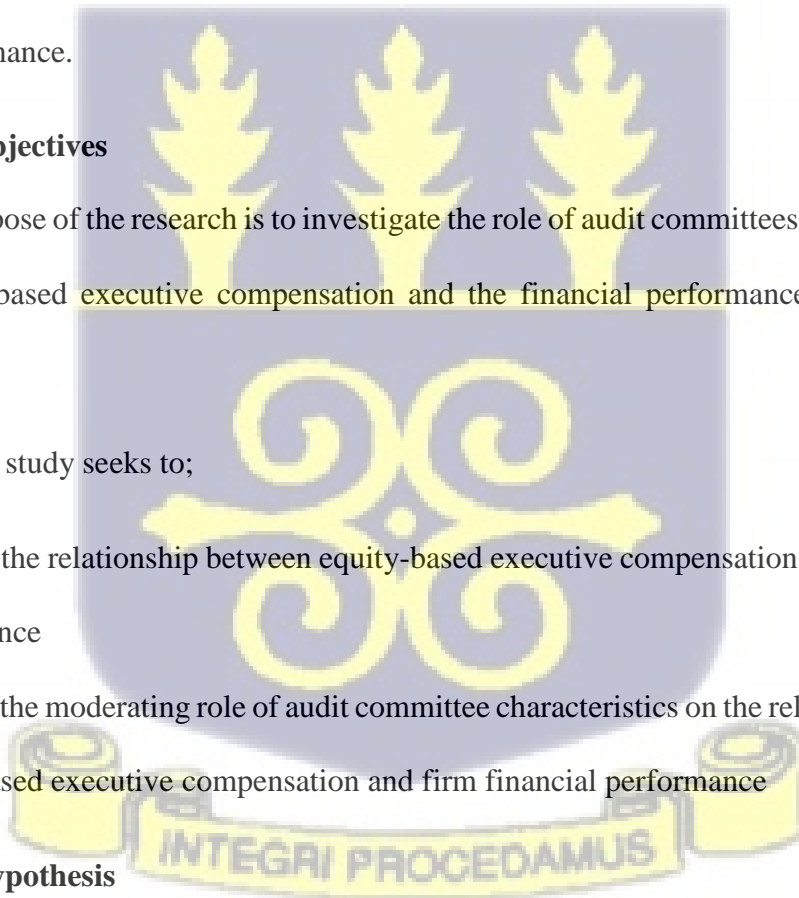 nance.
bjectives
pose of the research is to investigate the role of audit committees
based executive compensation and the financial performance
study seeks to;
the relationship between equity-based executive compensation
nce
the moderating role of audit committee characteristics on the rel
sed executive compensation and firm financial performance
INTEGRI PROCEDAMUS
ypothesis